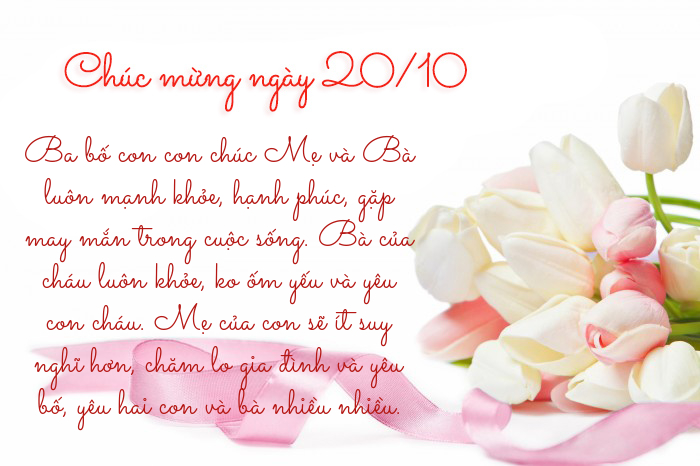 Chúc mừng ngày 20/10
Ba bố con con chúc Mẹ và Bà
luôn mạnh khỏe, hạnh phúc, gặp
may mắn trong cuộc sống. Bà của
cháu luôn khỏe, ko ốm yếu và yêu
con cháu. Mẹ của con sẽ ít suy
nghĩ hơn, chăm lo gia đình và yêu
bố, yêu hai con và bà nhiều nhiều.